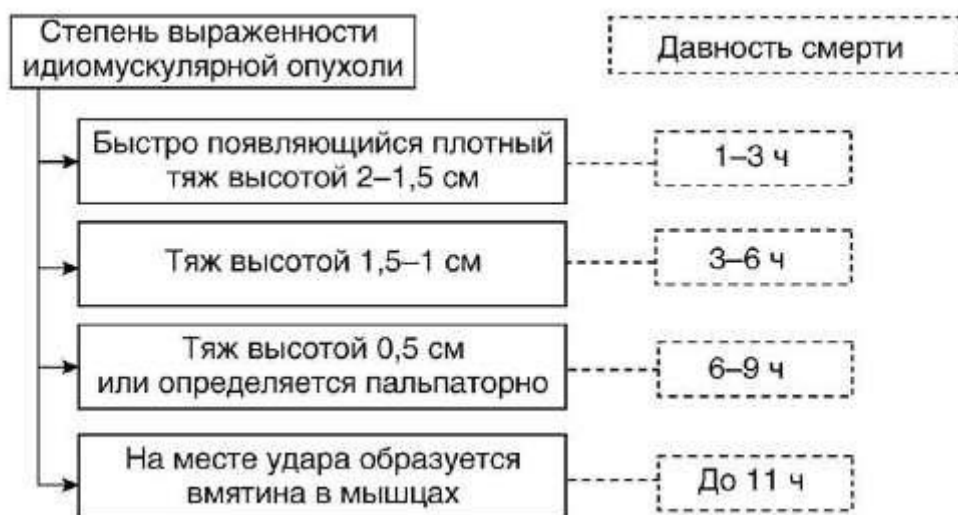 Степень выраженности
идиомускулярной опухоли
Давность смерти
Быстро появляющийся плотный
тяж высотой 2–1,5 см
1–3 ч
Тяж высотой 1,5–1 см
3–6 ч
Тяж высотой 0,5 см
или определяется пальпаторно
6–9 ч
На месте удара образуется
вмятина в мышцах
До 11 ч